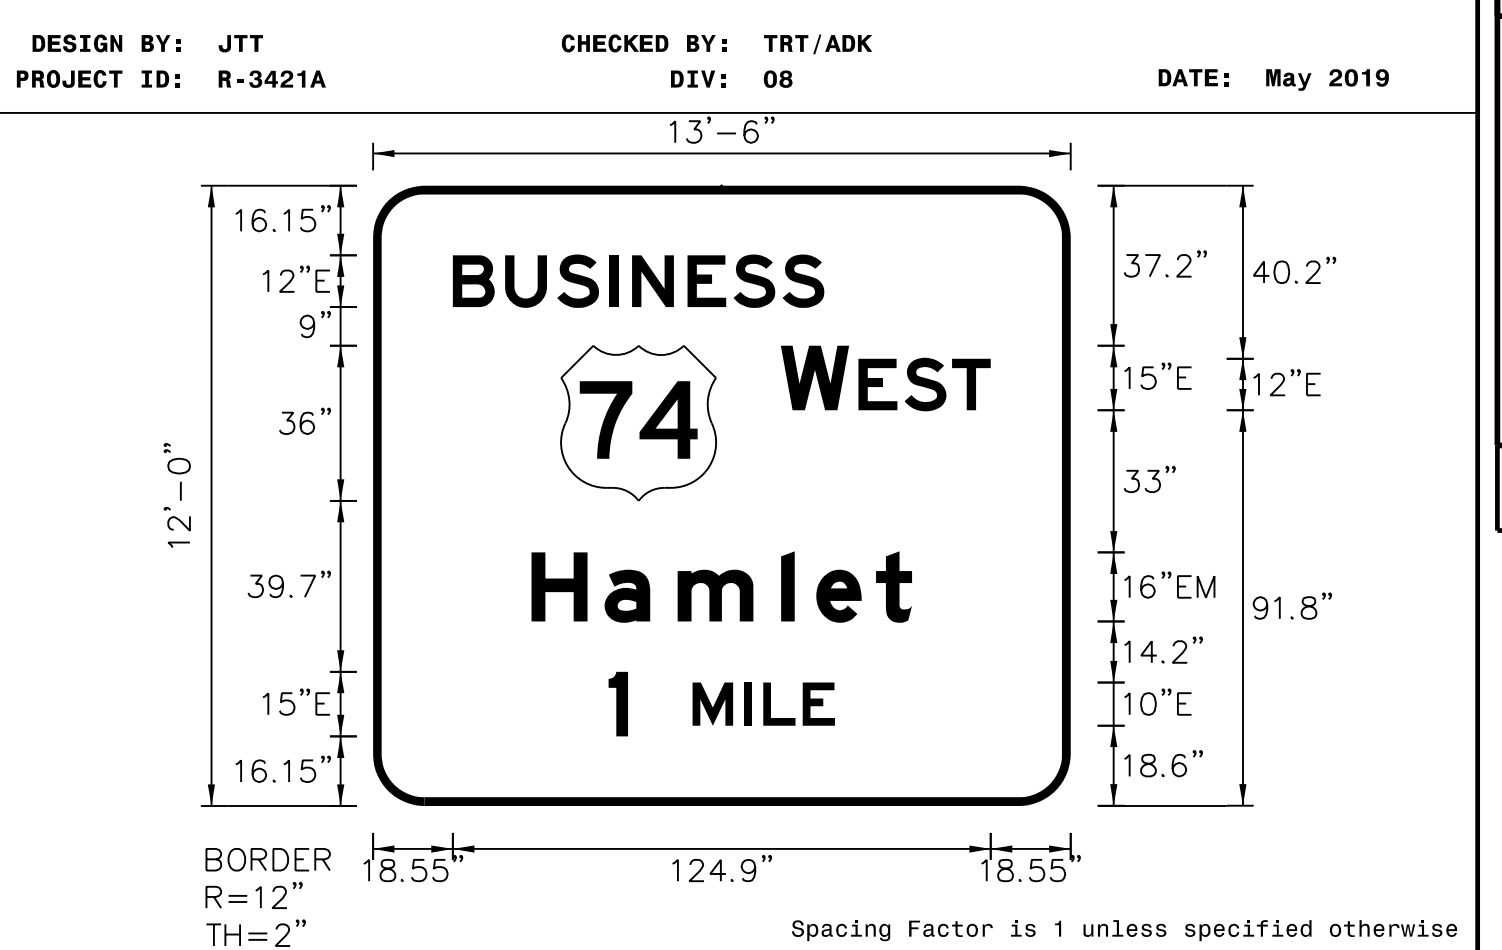 DESIGN BY: JTT CHECKED BY: TRT/ADK
PROJECT ID: R-3421A DIV: 08 DATE: May 2019
13'-6"
16.15"
12"E
9"
36"
39.7"
15"E
16.15"
12'-0"
BUSINESS
74 WEST
Hamlet
1 MILE
37.2"
15"E
33"
16"EM
14.2"
10"E
18.6"
40.2"
12"E
91.8"
18.55" 124.9" 18.55"
BORDER
R=12"
TH=2"
Spacing Factor is 1 unless specified otherwise